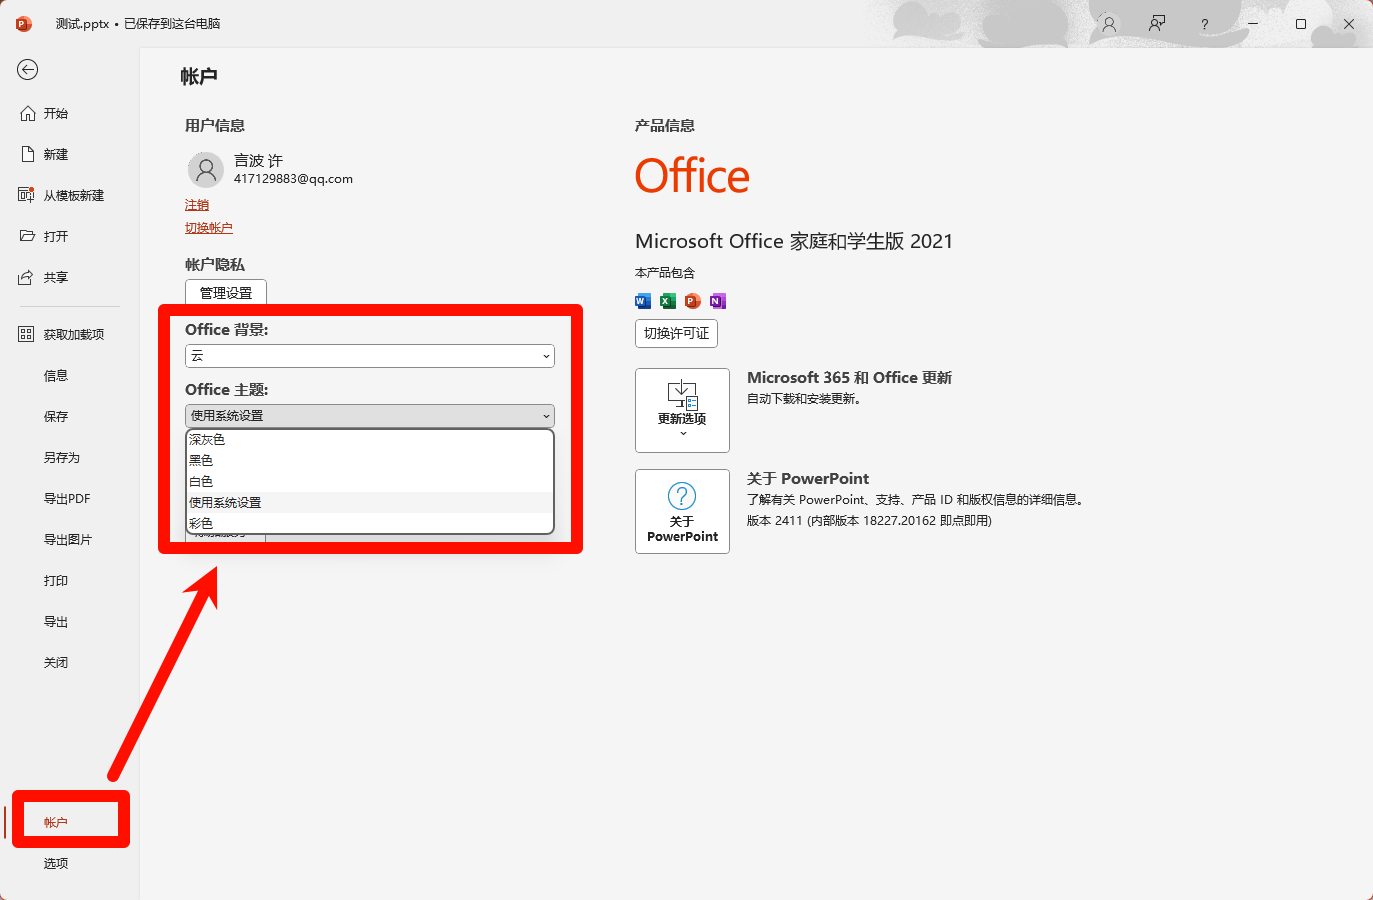 测试.pptx • 已保存到这台电脑
?
开始
新建
从模板新建
打开
共享
获取加载项
信息
保存
另存为
导出PDF
导出图片
打印
导出
关闭
帐户
选项
帐户
用户信息
言波 许
417129883@qq.com
注销
切换帐户
帐户隐私
管理设置
Office 背景:
云
Office 主题:
使用系统设置
深灰色
黑色
白色
使用系统设置
彩色
产品信息
Office
Microsoft Office 家庭和学生版 2021
本产品包含
切换许可证
更新选项
Microsoft 365 和 Office 更新
自动下载和安装更新。
关于
PowerPoint
关于 PowerPoint
了解有关 PowerPoint、支持、产品 ID 和版权信息的详细信息。
版本 2411 (内部版本 18227.20162 即点即用)